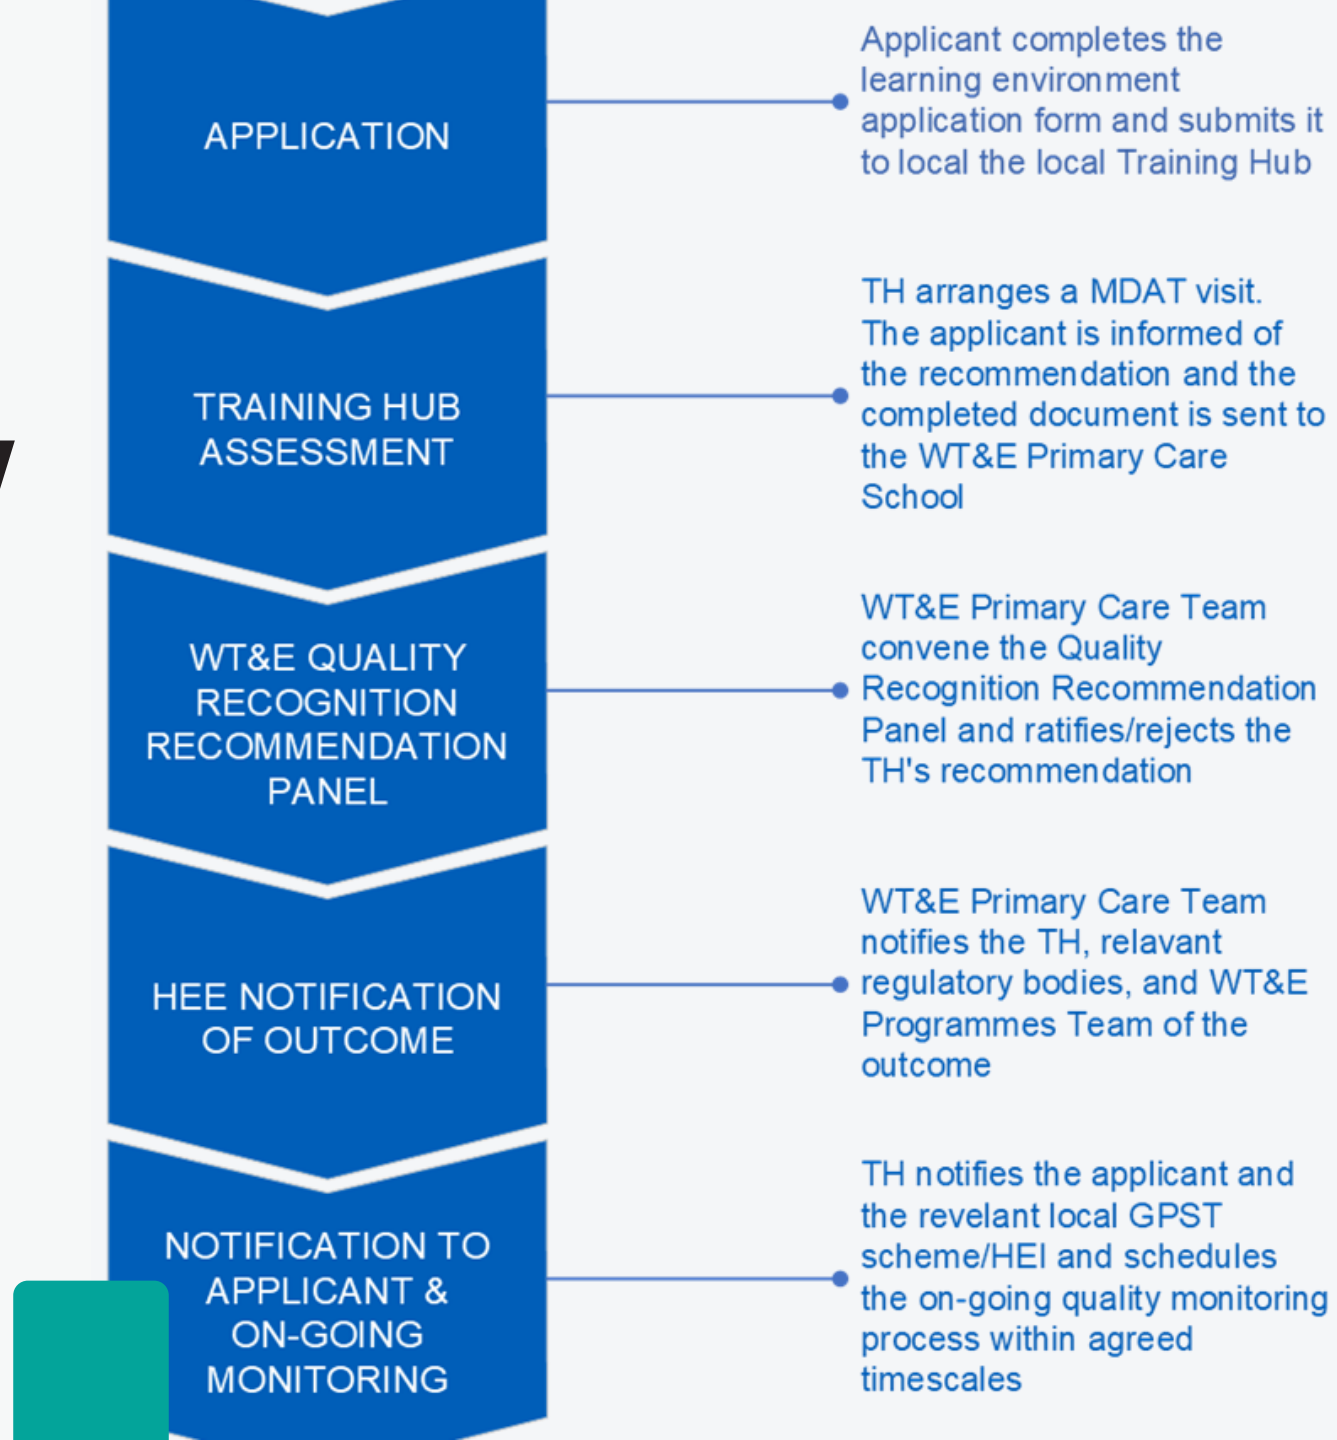 APPLICATION
Applicant completes the
learning environment
application form and submits it
to local the local Training Hub
TRAINING HUB
ASSESSMENT
TH arranges a MDAT visit.
The applicant is informed of
the recommendation and the
completed document is sent to
the WT&E Primary Care
School
WT&E QUALITY
RECOGNITION
RECOMMENDATION
PANEL
WT&E Primary Care Team
convene the Quality
Recognition Recommendation
Panel and ratifies/rejects the
TH's recommendation
HEE NOTIFICATION
OF OUTCOME
WT&E Primary Care Team
notifies the TH, relavant
regulatory bodies, and WT&E
Programmes Team of the
outcome
NOTIFICATION TO
APPLICANT &
ON-GOING
MONITORING
TH notifies the applicant and
the revelant local GPST
scheme/HEI and schedules
the on-going quality monitoring
process within agreed
timescales